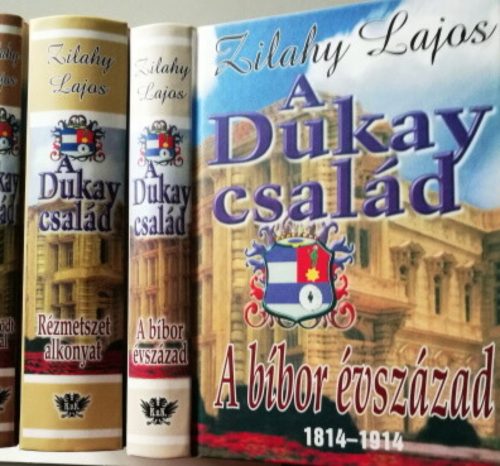 Zilahy
Lajos
A
Dukay
család
Rézmetszet
alkonyat
K.u.K.
Zilahy
Lajos
A
Dukay
család
A bíbor
évszázad
K.u.K.
Zilahy Lajos
A
Dukay
család
A bíbor évszázad
1814–1914